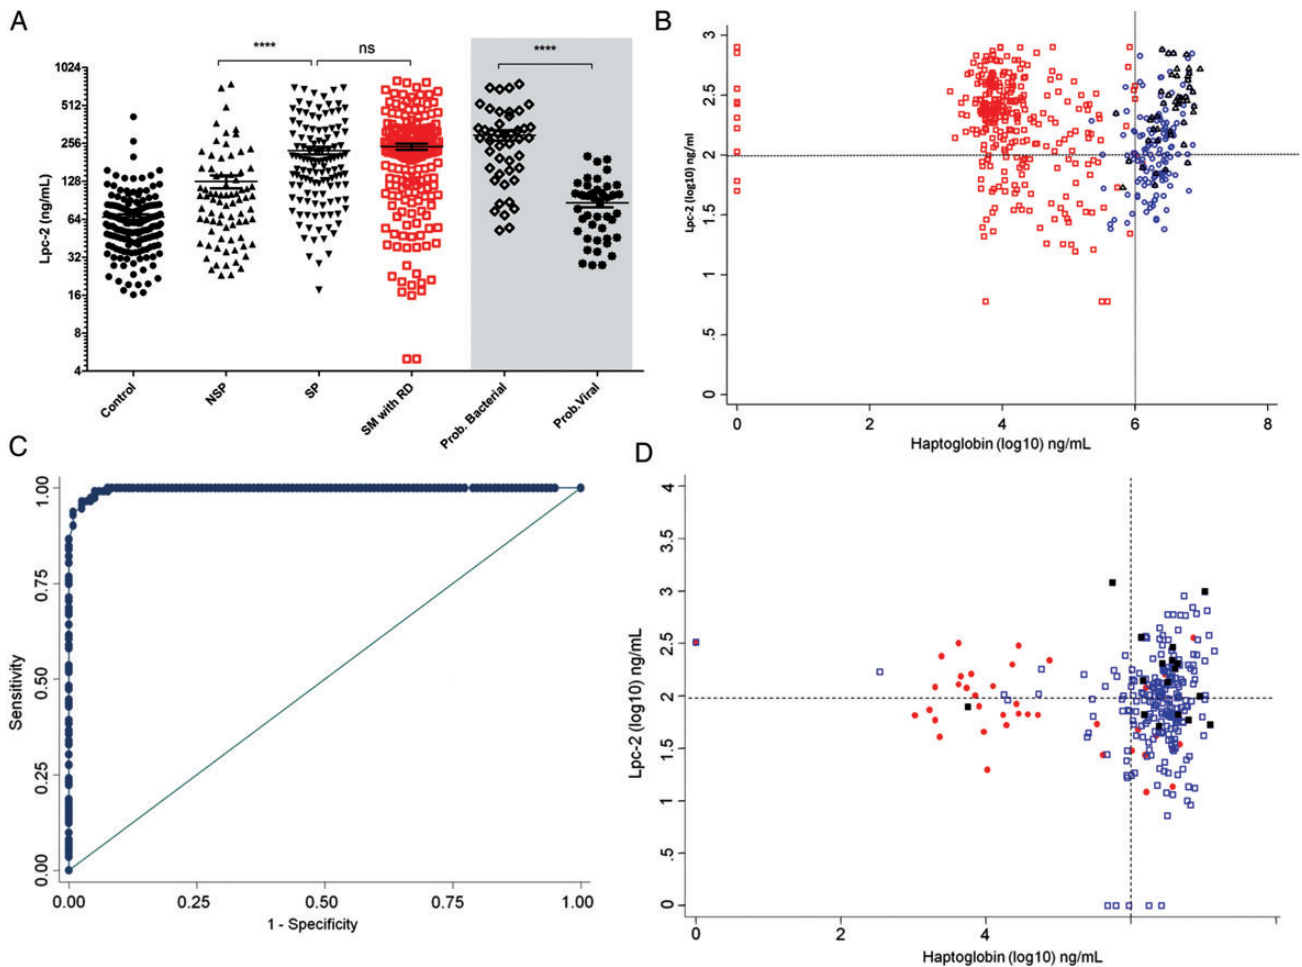 A
****
ns
****
Lpc-2 (ng/mL)
1024
512
256
128
64
32
16
8
4
Control
NSP
SP
SM with RD
Prob. Bacterial
Prob.Viral
B
Lpc-2 (log10) ng/ml
3
2.5
2
1.5
1
.5
0
0
2
4
6
8
Haptoglobin (log10) ng/mL
C
Sensitivity
1.00
0.75
0.50
0.25
0.00
0.00
0.25
0.50
0.75
1.00
1 - Specificity
D
Lpc-2 (log10) ng/mL
4
3.5
3
2.5
2
1.5
1
.5
0
0
2
4
Haptoglobin (log10) ng/mL